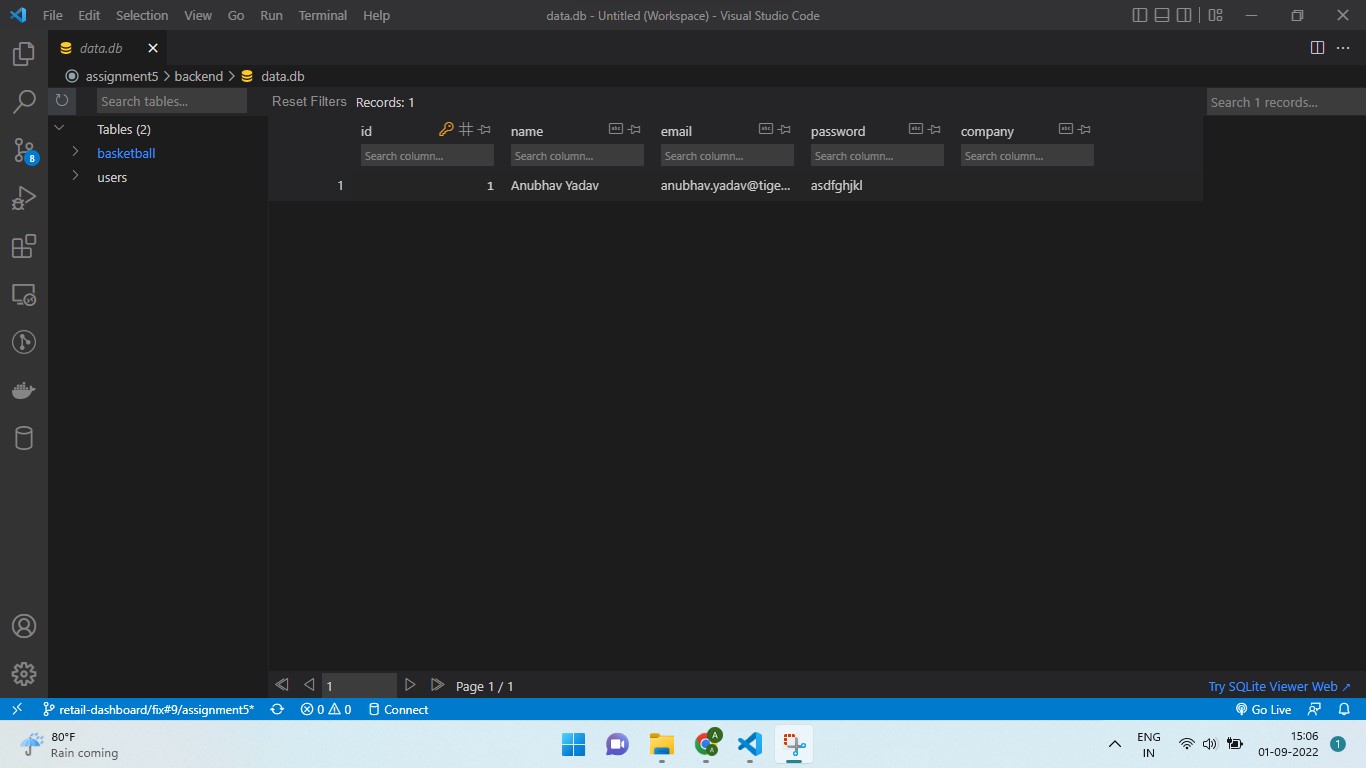 File Edit Selection View Go Run Terminal Help data.db - Untitled (Workspace) - Visual Studio Code
data.db
assignment5 > backend > data.db
Search tables... Reset Filters Records: 1 Search 1 records...
Tables (2) id name email password company
basketball Search column... Search column... Search column... Search column... Search column...
8
users 1 1 Anubhav Yadav anubhav.yadav@tige... asdfghjkl
1 Page 1 / 1 Try SQLite Viewer Web ↗
retail-dashboard/fix#9/assignment5* 0 0 Connect Go Live
80°F ENG 15:06
Rain coming IN 01-09-2022 1
A